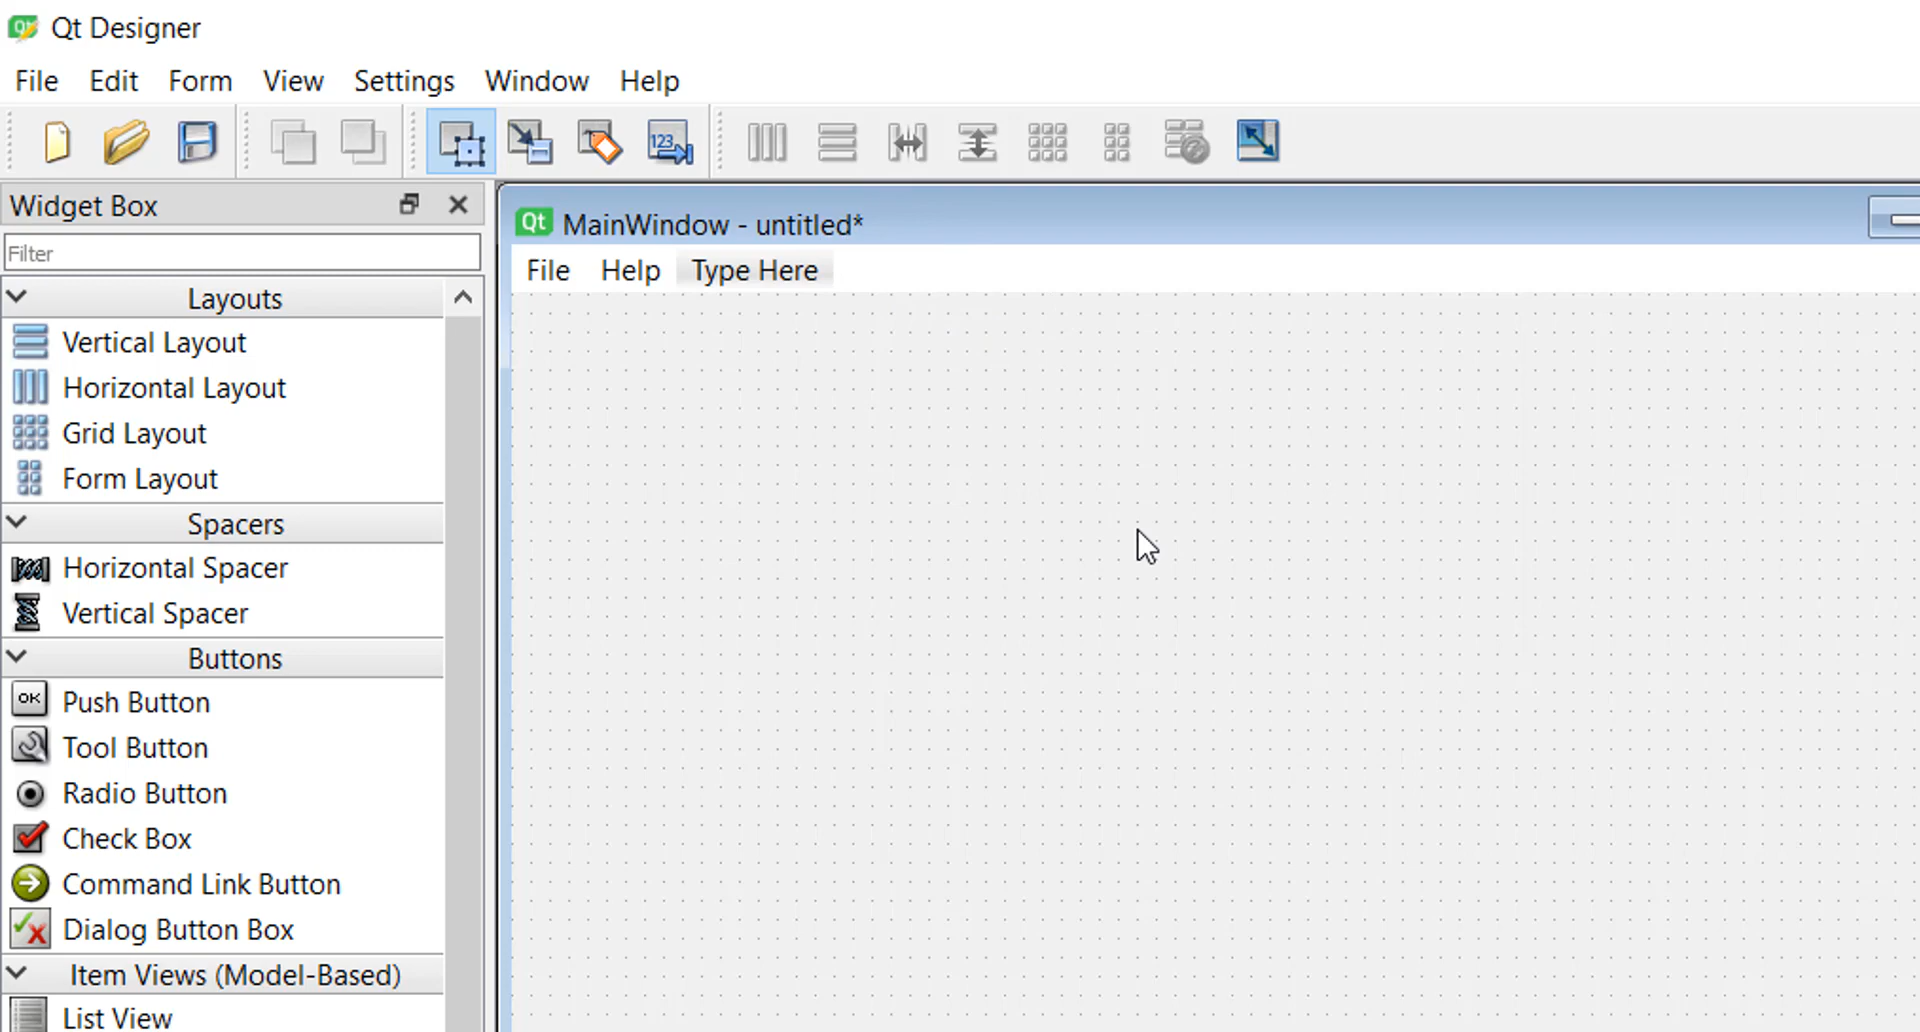 Qt Designer
File Edit Form View Settings Window Help
123
Widget Box
Filter
Layouts
Vertical Layout
Horizontal Layout
Grid Layout
Form Layout
Spacers
Horizontal Spacer
Vertical Spacer
Buttons
OK Push Button
Tool Button
Radio Button
Check Box
Command Link Button
Dialog Button Box
Item Views (Model-Based)
List View
Qt MainWindow - untitled*
File Help Type Here